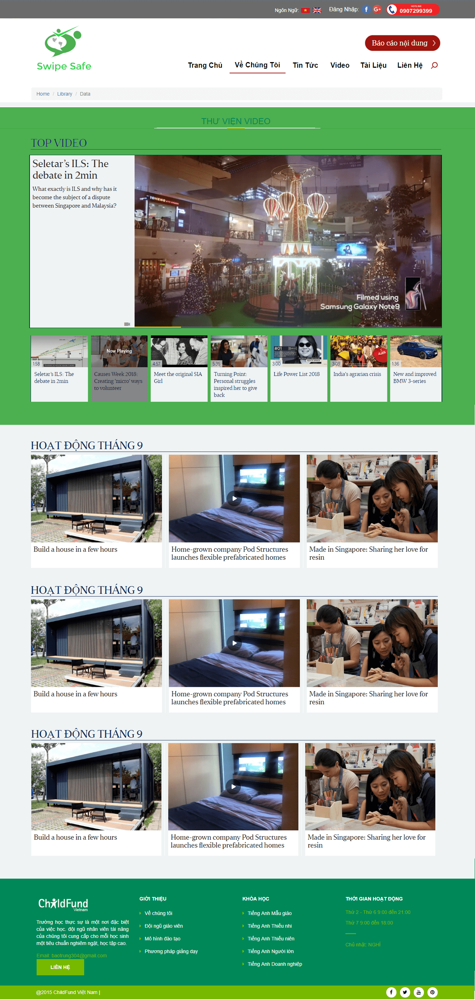 Ngôn Ngữ:
Đăng Nhập:
HOTLINE
0907299399
Swipe Safe
Báo cáo nội dung
Trang Chủ
Về Chúng Tôi
Tin Tức
Video
Tài Liệu
Liên Hệ
Home / Library / Data
THƯ VIỆN VIDEO
TOP VIDEO
Seletar's ILS: The
debate in 2min
What exactly is ILS and why has it
become the subject of a dispute
between Singapore and Malaysia?
TOHENG
Filmed using
Samsung Galaxy Note9
1:58
Seletar's ILS: The
debate in 2min
Now Playing
Causes Week 2018:
Creating 'micro' ways
to volunteer
4:57
Meet the original SIA
Girl
5:35
Turning Point:
Personal struggles
inspired her to give
back
#01
KEVIN KWAN
3:00
Life Power List 2018
3:09
India's agrarian crisis
1:36
New and improved
BMW 3-series
HOẠT ĐỘNG THÁNG 9
Build a house in a few hours
Home-grown company Pod Structures
launches flexible prefabricated homes
Made in Singapore: Sharing her love for
resin
HOẠT ĐỘNG THÁNG 9
Build a house in a few hours
Home-grown company Pod Structures
launches flexible prefabricated homes
Made in Singapore: Sharing her love for
resin
HOẠT ĐỘNG THÁNG 9
Build a house in a few hours
Home-grown company Pod Structures
launches flexible prefabricated homes
Made in Singapore: Sharing her love for
resin
ChildFund
Vietnam
Trường học thực sự là một nơi đặc biệt
của việc học. đội ngũ nhân viên tài năng
của chúng tôi cung cấp cho mỗi học sinh
một tiêu chuẩn nghiêm ngặt, học tập cao.
Email: baotrung304@gmail.com
LIÊN HỆ
GIỚI THIỆU
Về chúng tôi
Đội ngũ giáo viên
Mô hình đào tạo
Phương pháp giảng dạy
KHÓA HỌC
Tiếng Anh Mẫu giáo
Tiếng Anh Thiếu nhi
Tiếng Anh Thiếu niên
Tiếng Anh Người lớn
Tiếng Anh Doanh nghiệp
THỜI GIAN HOẠT ĐỘNG
Thứ 2 - Thứ 6 9:00 đến 21:00
Thứ 7 9:00 đến 18:00
Chủ nhật: NGHỈ
@2015 ChildFund Việt Nam |